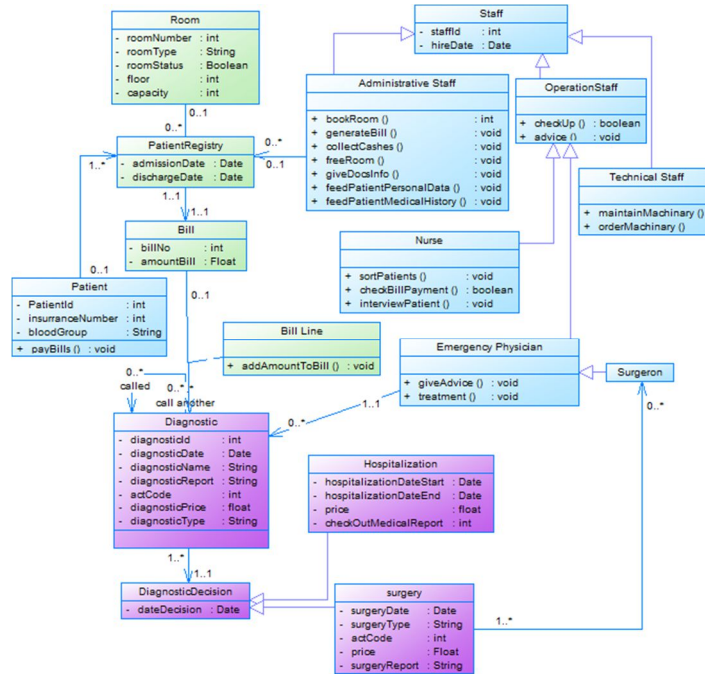 Room
- roomNumber : int
- roomType : String
- roomStatus : Boolean
- floor : int
- capacity : int
0..1
0..*
PatientRegistry
- admissionDate : Date
- dischargeDate : Date
1..*
0..*
0..1
1..1
1..1
Bill
- billNo : int
- amountBill : Float
0..1
0..1
Patient
- PatientId : int
- insurranceNumber : int
- bloodGroup : String
+ payBills () : void
Bill Line
+ addAmountToBill () : void
Staff
- staffId : int
- hireDate : Date
Administrative Staff
+ bookRoom () : int
+ generateBill () : void
+ collectCashes () : void
+ freeRoom () : void
+ giveDocsInfo () : void
+ feedPatientPersonalData () : void
+ feedPatientMedicalHistory () : void
OperationStaff
+ checkUp () : boolean
+ advice () : void
Technical Staff
+ maintainMachinary ()
+ orderMachinary ()
Nurse
+ sortPatients () : void
+ checkBillPayment () : boolean
+ interviewPatient () : void
Emergency Physician
+ giveAdvice () : void
+ treatment () : void
Surgeron
0..*
1..1
0..*
0..*
called
0..*
call another
Diagnostic
- diagnosticId : int
- diagnosticDate : Date
- diagnosticName : String
- diagnosticReport : String
- actCode : int
- diagnosticPrice : float
- diagnosticType : String
1..*
1..1
DiagnosticDecision
- dateDecision : Date
Hospitalization
- hospitalizationDateStart : Date
- hospitalizationDateEnd : Date
- price : float
- checkOutMedicalReport : int
surgery
- surgeryDate : Date
- surgeryType : String
- actCode : int
- price : Float
- surgeryReport : String
1..*